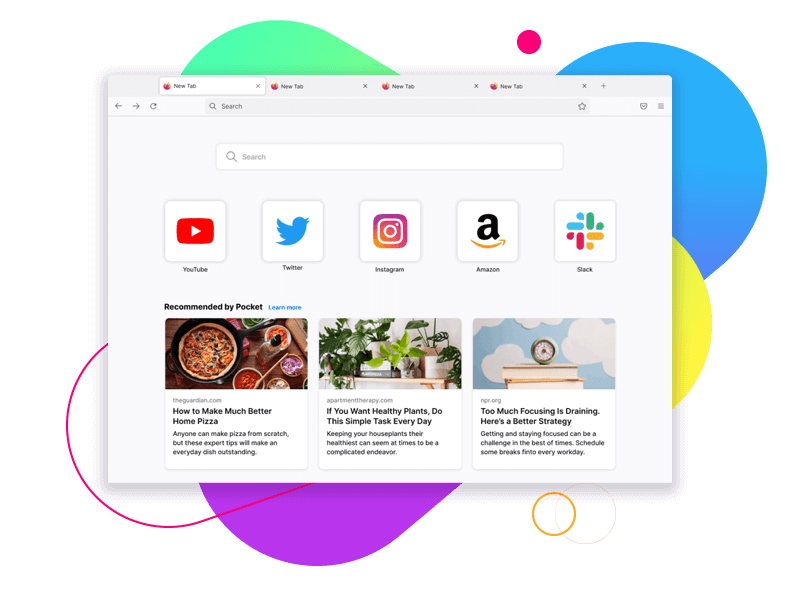 New Tab New Tab New Tab New Tab
Search
Search
YouTube Twitter Instagram Amazon Slack
Recommended by Pocket Learn more
theguardian.com
How to Make Much Better
Home Pizza
Anyone can make pizza from scratch,
but these expert tips will make an
everyday dish outstanding.
apartmenttherapy.com
If You Want Healthy Plants, Do
This Simple Task Every Day
Keeping your houseplants their
healthiest can seem at times to be a
complicated endeavor.
npr.org
Too Much Focusing Is Draining.
Here's a Better Strategy
Getting and staying focused can be a
challenge in the best of times. Schedule
some breaks finto every workday.